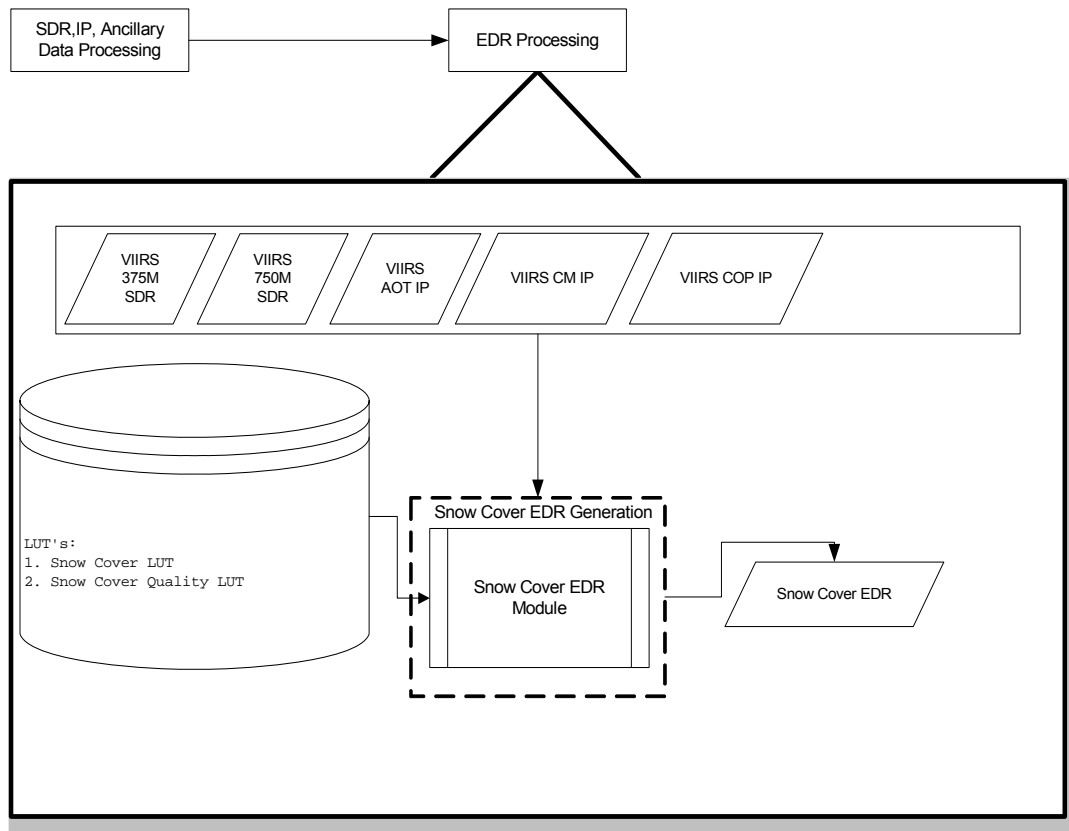 SDR,IP, Ancillary
Data Processing
EDR Processing
VIIRS
375M
SDR
VIIRS
750M
SDR
VIIRS
AOT IP
VIIRS CM IP
VIIRS COP IP
LUT's:
1. Snow Cover LUT
2. Snow Cover Quality LUT
Snow Cover EDR Generation
Snow Cover EDR
Module
Snow Cover EDR